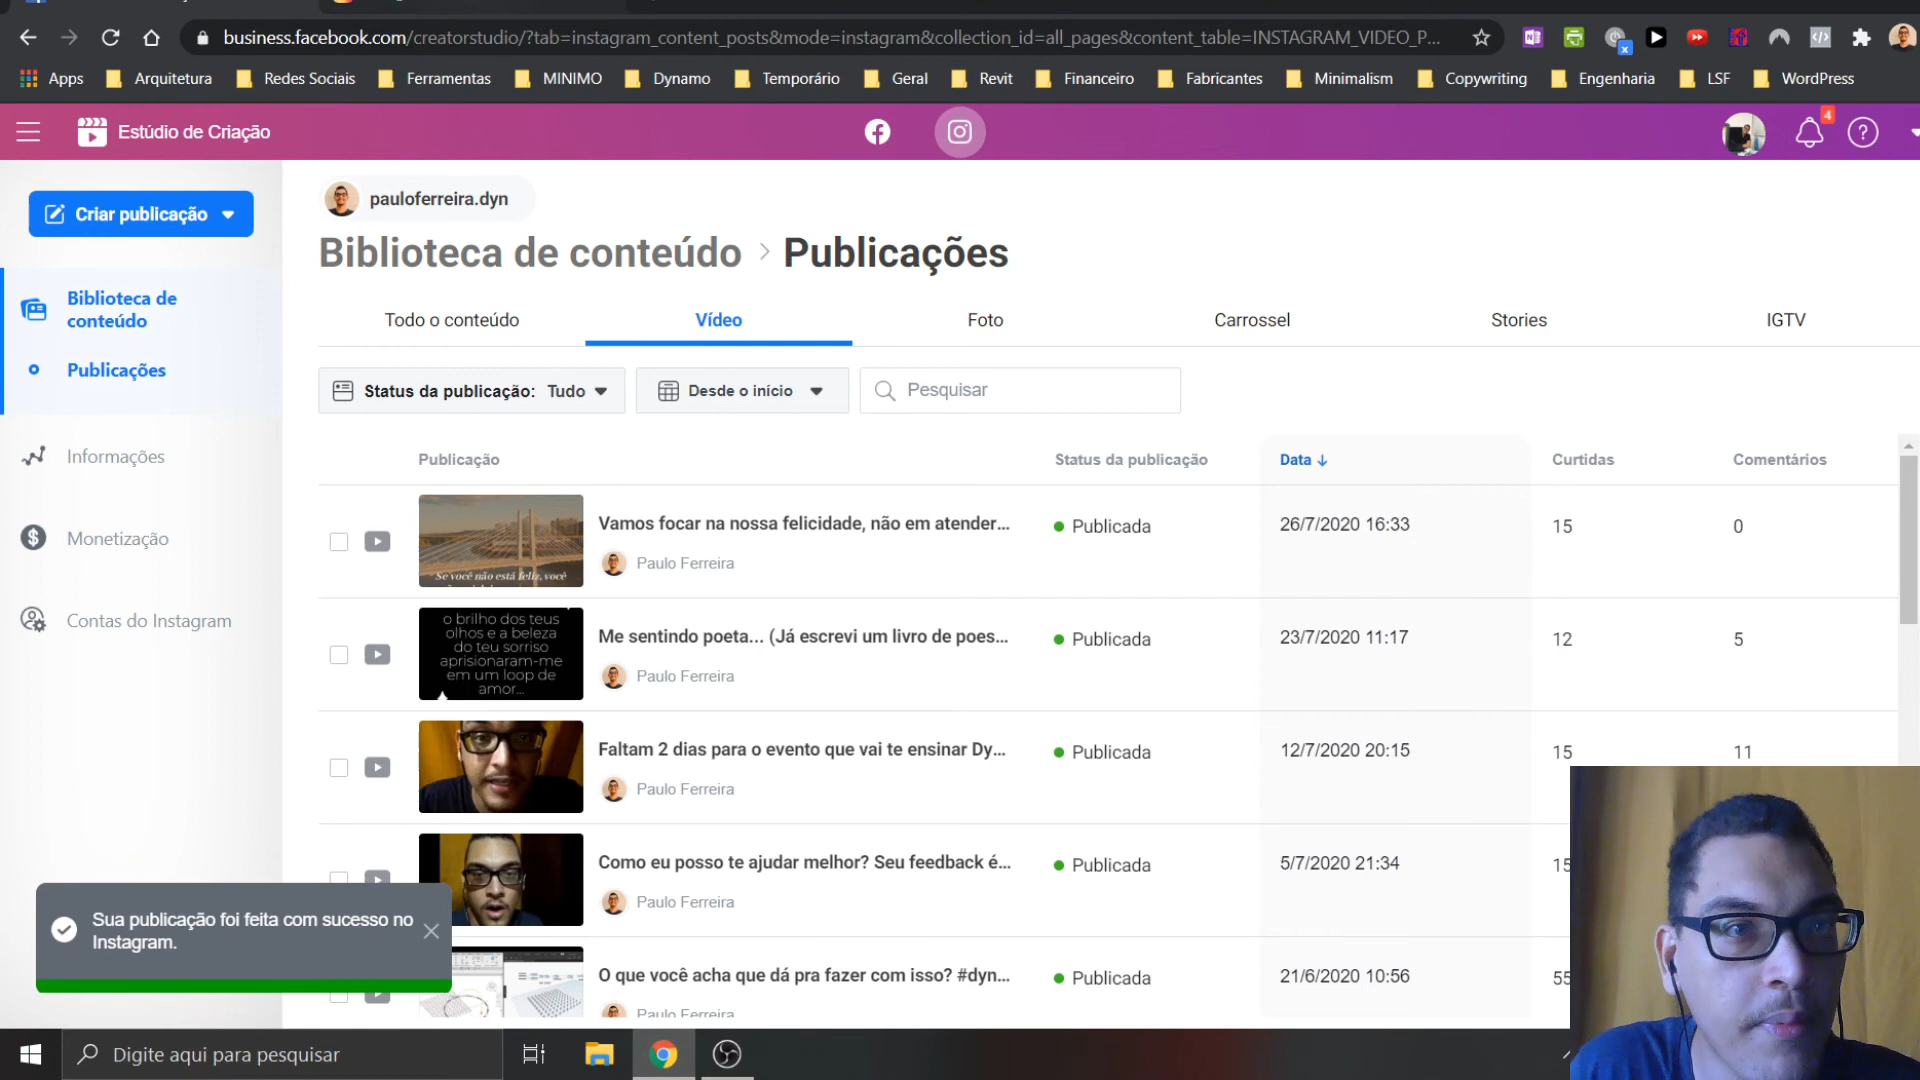 business.facebook.com/creatorstudio/?tab=instagram_content_posts&mode=instagram&collection_id=all_pages&content_table=INSTAGRAM_VIDEO_P...
Apps Arquitetura Redes Sociais Ferramentas MINIMO Dynamo Temporário Geral Revit Financeiro Fabricantes Minimalism Copywriting Engenharia LSF WordPress
Estúdio de Criação
4
Criar publicação
Biblioteca de conteúdo
Publicações
Informações
Monetização
Contas do Instagram
pauloferreira.dyn
Biblioteca de conteúdo > Publicações
Todo o conteúdo Vídeo Foto Carrossel Stories IGTV
Status da publicação: Tudo Desde o início Pesquisar
Publicação Status da publicação Data ↓ Curtidas Comentários
Se você não está feliz, você
Vamos focar na nossa felicidade, não em atender... Publicada 26/7/2020 16:33 15 0
Paulo Ferreira
o brilho dos teus
olhos e a beleza
do teu sorriso
aprisionaram-me
em um loop de
amor...
Me sentindo poeta... (Já escrevi um livro de poes... Publicada 23/7/2020 11:17 12 5
Paulo Ferreira
Faltam 2 dias para o evento que vai te ensinar Dy... Publicada 12/7/2020 20:15 15 11
Paulo Ferreira
Como eu posso te ajudar melhor? Seu feedback é... Publicada 5/7/2020 21:34 15
Paulo Ferreira
O que você acha que dá pra fazer com isso? #dyn... Publicada 21/6/2020 10:56 55
Paulo Ferreira
Sua publicação foi feita com sucesso no
Instagram.
Digite aqui para pesquisar